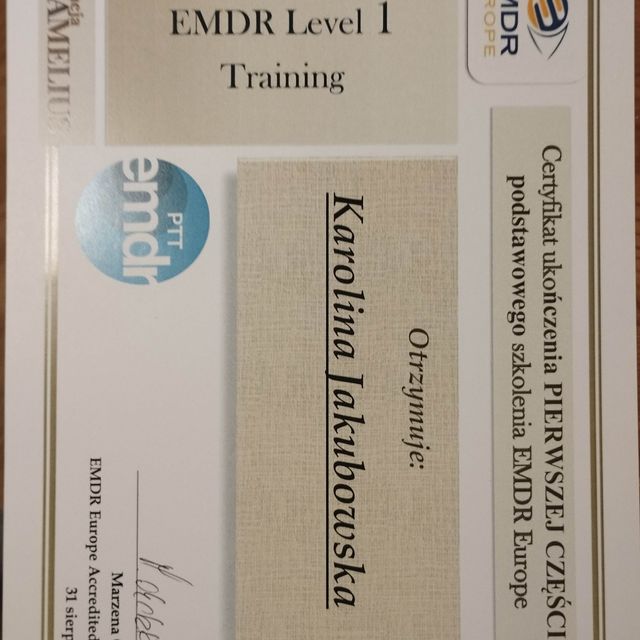 EMDR
EUROPE
Certyfikat ukończenia PIERWSZEJ CZĘŚCI
podstawowego szkolenia EMDR Europe
EMDR Level 1
Training
Otrzymuje:
Karolina Jakubowska
PTT
emdr
Marzena
EMDR Europe Accredited
31